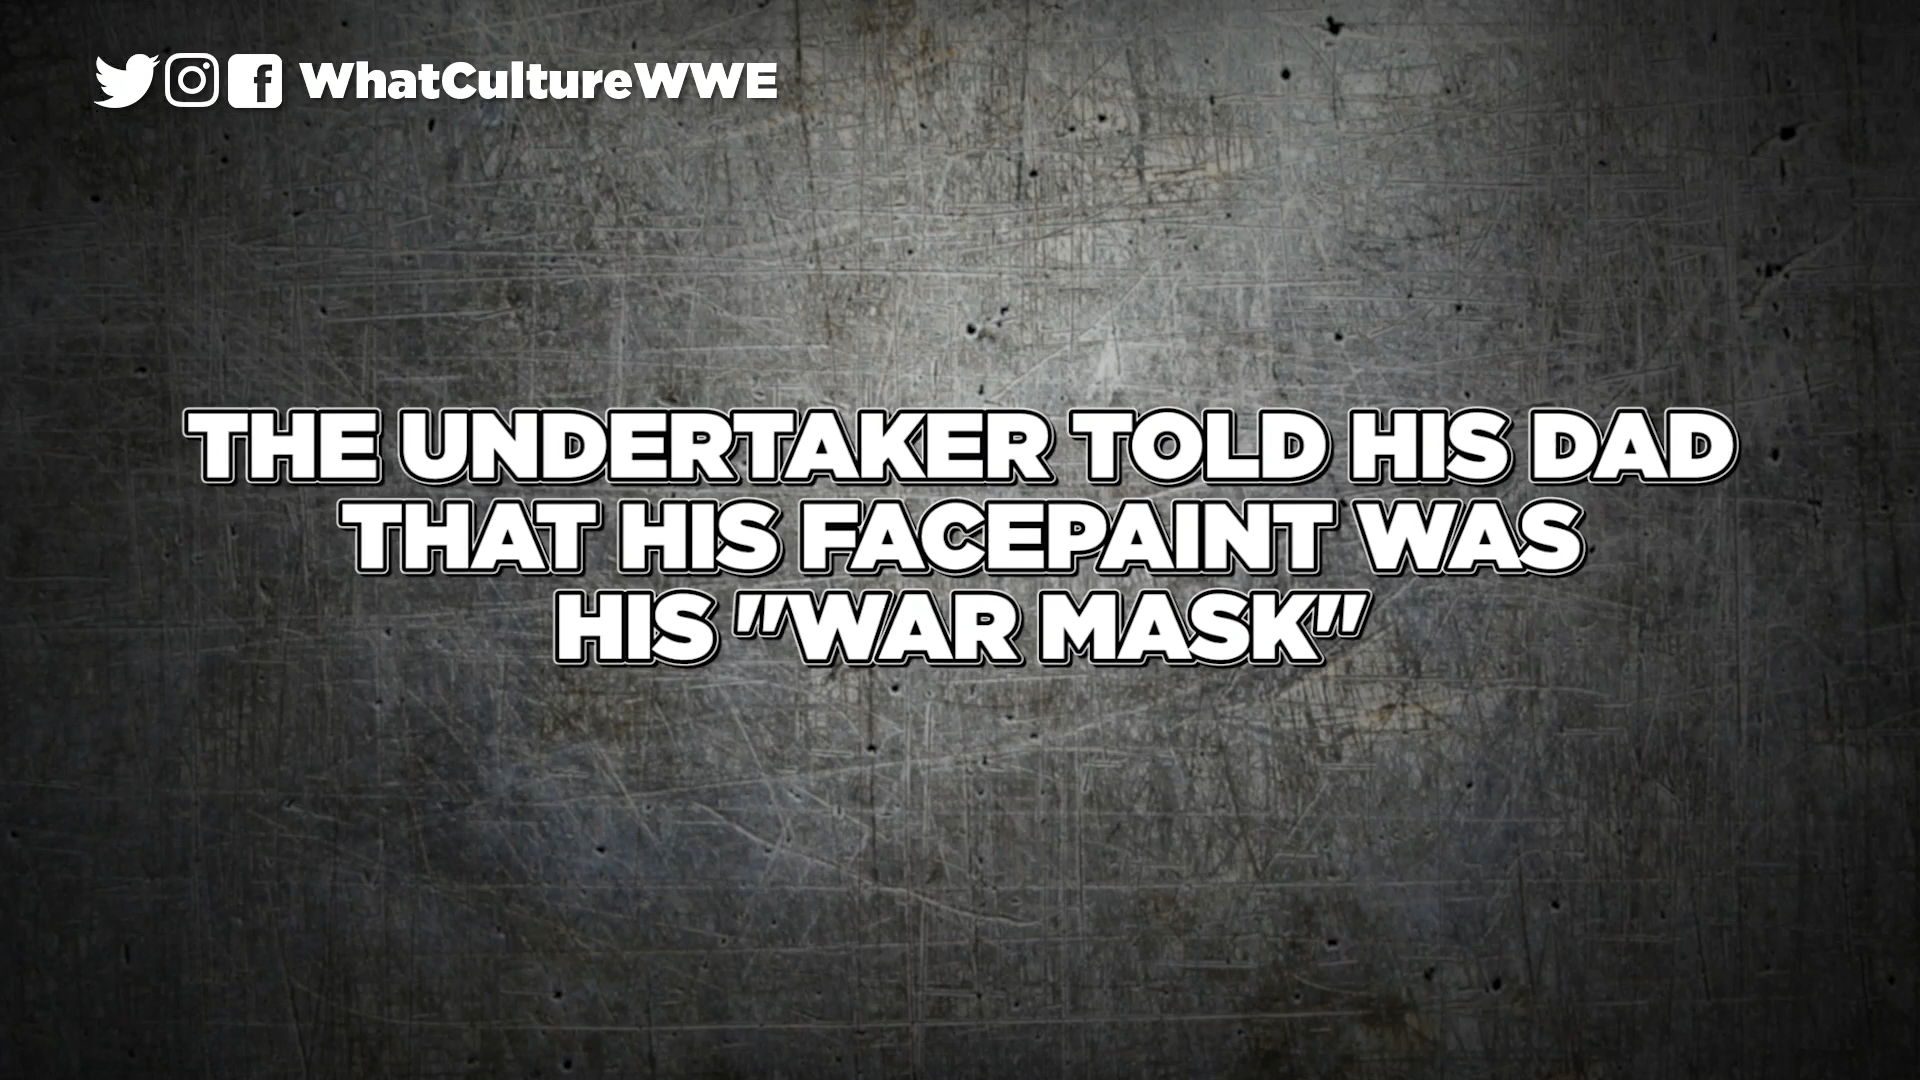 WhatCultureWWE
THE UNDERTAKER TOLD HIS DAD
THAT HIS FACEPAINT WAS
HIS "WAR MASK"